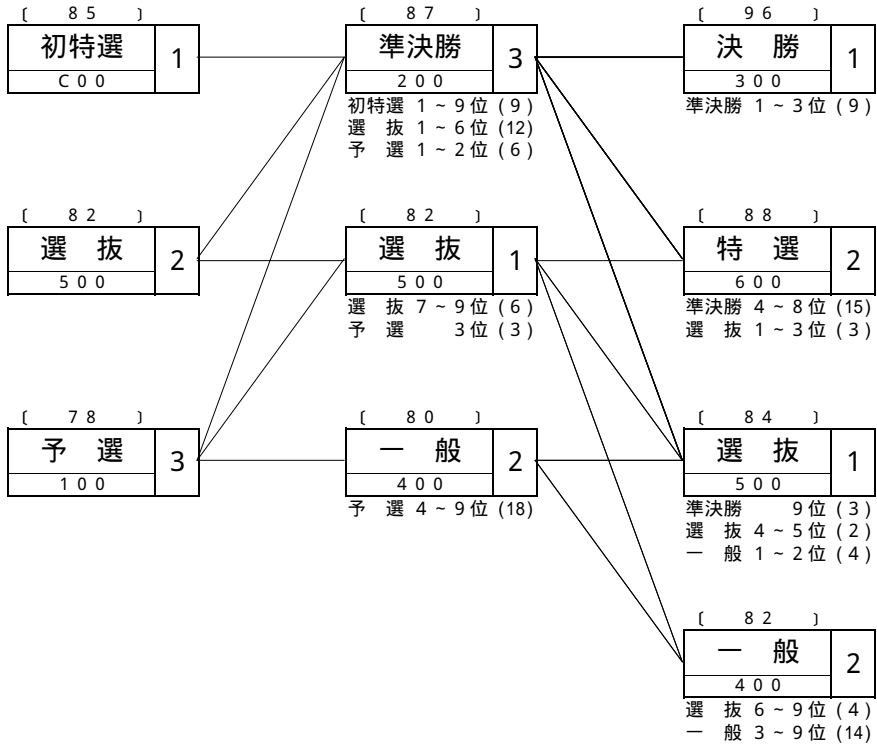 〔 85 〕
初特選 1
C00
〔 82 〕
選 抜 2
500
〔 78 〕
予 選 3
100
〔 87 〕
準決勝 3
200
初特選 1~9位 (9)
選 抜 1~6位 (12)
予 選 1~2位 (6)
〔 82 〕
選 抜 1
500
選 抜 7~9位 (6)
予 選 3位 (3)
〔 80 〕
一 般 2
400
予 選 4~9位 (18)
〔 96 〕
決 勝 1
300
準決勝 1~3位 (9)
〔 88 〕
特 選 2
600
準決勝 4~8位 (15)
選 抜 1~3位 (3)
〔 84 〕
選 抜 1
500
準決勝 9位 (3)
選 抜 4~5位 (2)
一 般 1~2位 (4)
〔 82 〕
一 般 2
400
選 抜 6~9位 (4)
一 般 3~9位 (14)